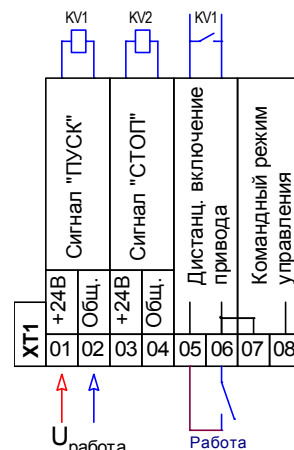 KV1 KV2 KV1
Сигнал "ПУСК"
Сигнал "СТОП"
Дистанц. включение
привода
Командный режим
управления
+24В
Общ.
+24В
Общ.
XT1 01 02 03 04 05 06 07 08
Uработа
Работа